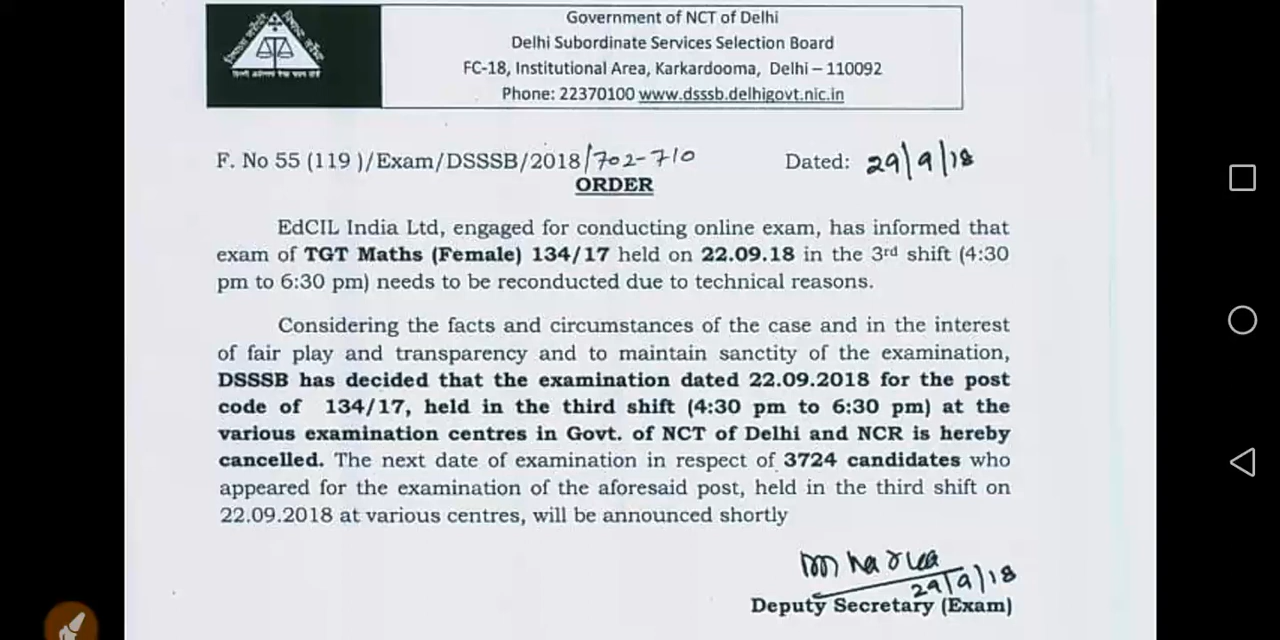 Government of NCT of Delhi
Delhi Subordinate Services Selection Board
FC-18, Institutional Area, Karkardooma, Delhi – 110092
Phone: 22370100 www.dsssb.delhigovt.nic.in
F. No 55 (119 )/Exam/DSSSB/2018/702-710 Dated: 29/9/18
ORDER
EdCIL India Ltd, engaged for conducting online exam, has informed that
exam of TGT Maths (Female) 134/17 held on 22.09.18 in the 3rd shift (4:30
pm to 6:30 pm) needs to be reconducted due to technical reasons.
Considering the facts and circumstances of the case and in the interest
of fair play and transparency and to maintain sanctity of the examination,
DSSSB has decided that the examination dated 22.09.2018 for the post
code of 134/17, held in the third shift (4:30 pm to 6:30 pm) at the
various examination centres in Govt. of NCT of Delhi and NCR is hereby
cancelled. The next date of examination in respect of 3724 candidates who
appeared for the examination of the aforesaid post, held in the third shift on
22.09.2018 at various centres, will be announced shortly
29/9/18
Deputy Secretary (Exam)